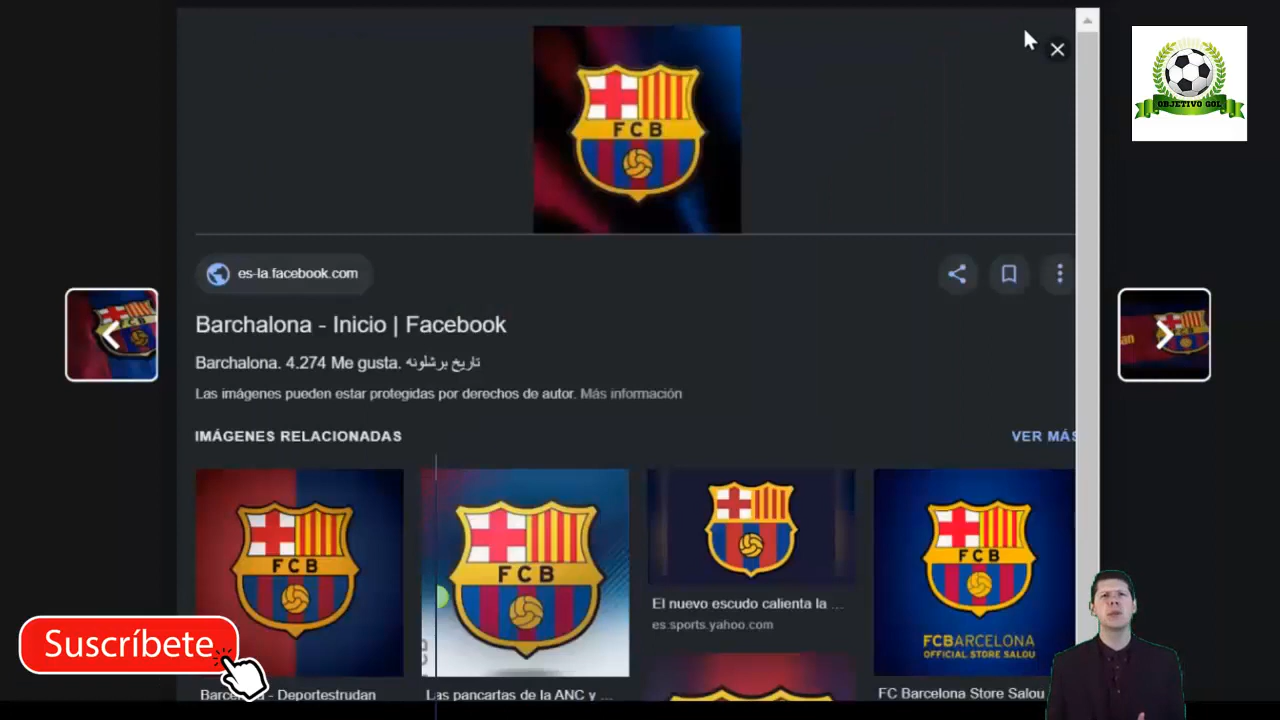 FCB
OBJETIVO GOL
es-la.facebook.com
Barchalona - Inicio | Facebook
Barchalona. 4.274 Me gusta. تاريخ برشلونه
Las imágenes pueden estar protegidas por derechos de autor. Más información
IMÁGENES RELACIONADAS
VER MÁS
an
FCB
FCB
FCB
FCBARCELONA
OFFICIAL STORE SALOU
El nuevo escudo calienta la ...
es.sports.yahoo.com
Suscríbete
- Deportestrudan
Las pancartas de la ANC y ...
FC Barcelona Store Salou